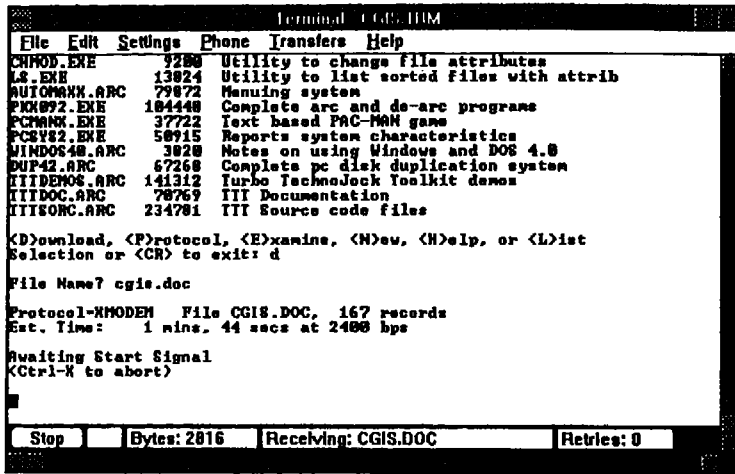 Terminal - CGIS.TRM
File Edit Settings Phone Transfers Help
CHMOD.EXE 9200 Utility to change file attributes
LS.EXE 13824 Utility to list sorted files with attrib
AUTOMAXX.ARC 79872 Menuing system
PKX092.EXE 104448 Complete arc and de-arc programs
PCMANX.EXE 37722 Text based PAC-MAN game
PCSYS2.EXE 50915 Reports system characteristics
WINDOS40.ARC 3820 Notes on using Windows and DOS 4.0
DUP42.ARC 67268 Complete pc disk duplication system
TTTDEMOS.ARC 141312 Turbo TechnoJock Toolkit demos
TTTDOC.ARC 78769 TTT Documentation
TTTSORC.ARC 234781 TTT Source code files
<D>ownload, <P>rotocol, <E>xamine, <N>ew, <H>elp, or <L>ist
Selection or <CR> to exit: d
File Name? cgis.doc
Protocol-XMODEM File CGIS.DOC, 167 records
Est. Time: 1 mins, 44 secs at 2400 bps
Awaiting Start Signal
<Ctrl-X to abort>
Stop Bytes: 2816 Receiving: CGIS.DOC Retries: 0